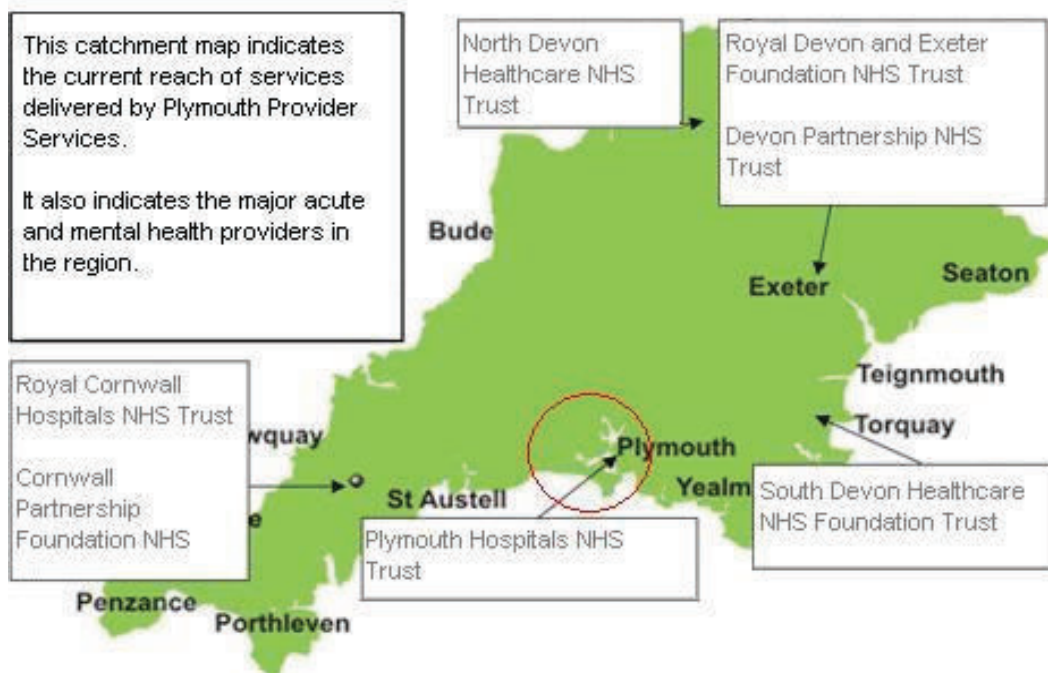 This catchment map indicates
the current reach of services
delivered by Plymouth Provider
Services.
It also indicates the major acute
and mental health providers in
the region.
North Devon
Healthcare NHS
Trust
Royal Devon and Exeter
Foundation NHS Trust
Devon Partnership NHS
Trust
Bude
Exeter
Seaton
Teignmouth
Torquay
Royal Cornwall
Hospitals NHS Trust
Cornwall
Partnership
Foundation NHS
wquay
e
St Austell
Plymouth
Yealm
Plymouth Hospitals NHS
Trust
South Devon Healthcare
NHS Foundation Trust
Penzance
Porthleven